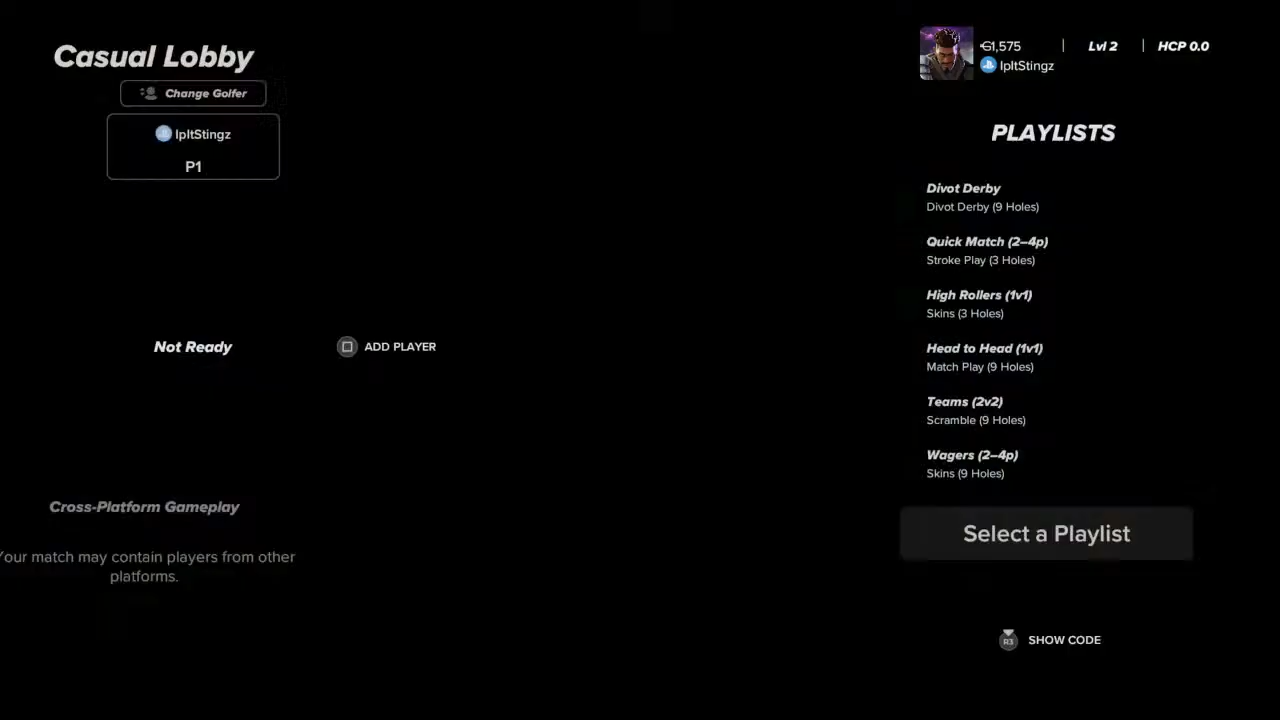 Casual Lobby
Change Golfer
IpItStingz
P1
Not Ready
ADD PLAYER
Cross-Platform Gameplay
Your match may contain players from other
platforms.
1,575
Lvl 2
HCP 0.0
IpItStingz
PLAYLISTS
Divot Derby
Divot Derby (9 Holes)
Quick Match (2–4p)
Stroke Play (3 Holes)
High Rollers (1v1)
Skins (3 Holes)
Head to Head (1v1)
Match Play (9 Holes)
Teams (2v2)
Scramble (9 Holes)
Wagers (2–4p)
Skins (9 Holes)
Select a Playlist
R3
SHOW CODE